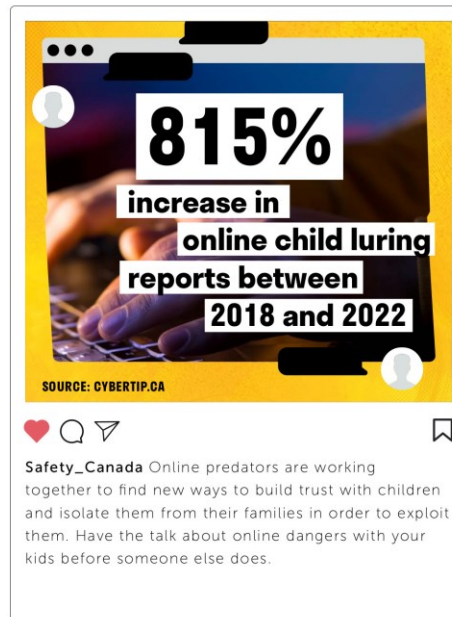 815%
increase in
online child luring
reports between
2018 and 2022
SOURCE: CYBERTIP.CA
Safety_Canada Online predators are working
together to find new ways to build trust with children
and isolate them from their families in order to exploit
them. Have the talk about online dangers with your
kids before someone else does.